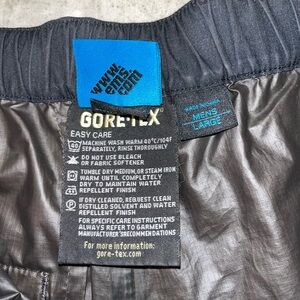 www.
ems.
com
GORE-TEX
EASY CARE
40 MACHINE WASH WARM 40°C/104F
SEPARATELY, RINSE THOROUGHLY
DO NOT USE BLEACH
OR FABRIC SOFTENER
TUMBLE DRY MEDIUM, OR STEAM IRON
WARM UNTIL COMPLETELY
DRY TO MAINTAIN WATER
REPELLENT FINISH
IF DRY CLEANED, REQUEST CLEAN
DISTILLED SOLVENT AND WATER
REPELLENT FINISH
FOR SPECIFIC CARE INSTRUCTIONS
ALWAYS REFER TO GARMENT
MANUFACTURER'S RECOMMENDATIONS
For more information:
gore-tex.com
MENS
LARGE